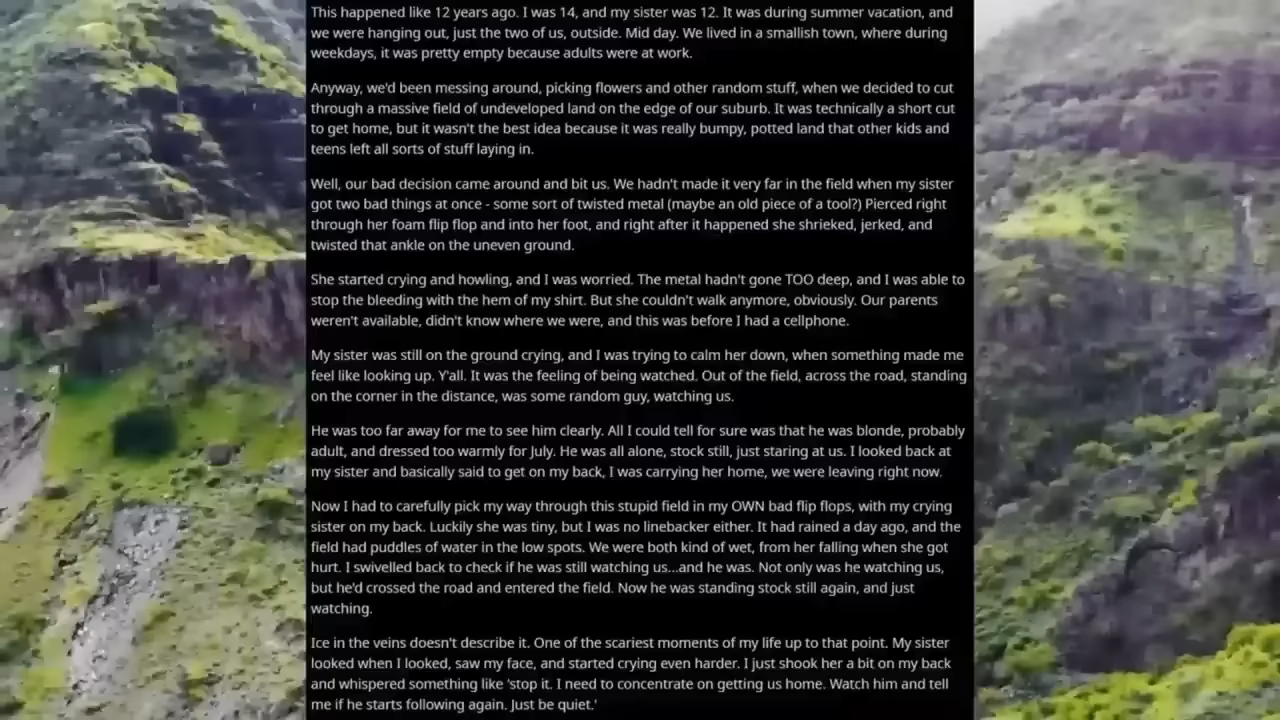 This happened like 12 years ago. I was 14, and my sister was 12. It was during summer vacation, and
we were hanging out, just the two of us, outside. Mid day. We lived in a smallish town, where during
weekdays, it was pretty empty because adults were at work.
Anyway, we'd been messing around, picking flowers and other random stuff, when we decided to cut
through a massive field of undeveloped land on the edge of our suburb. It was technically a short cut
to get home, but it wasn't the best idea because it was really bumpy, potted land that other kids and
teens left all sorts of stuff laying in.
Well, our bad decision came around and bit us. We hadn't made it very far in the field when my sister
got two bad things at once - some sort of twisted metal (maybe an old piece of a tool?) Pierced right
through her foam flip flop and into her foot, and right after it happened she shrieked, jerked, and
twisted that ankle on the uneven ground.
She started crying and howling, and I was worried. The metal hadn't gone TOO deep, and I was able to
stop the bleeding with the hem of my shirt. But she couldn't walk anymore, obviously. Our parents
weren't available, didn't know where we were, and this was before I had a cellphone.
My sister was still on the ground crying, and I was trying to calm her down, when something made me
feel like looking up. Y'all. It was the feeling of being watched. Out of the field, across the road, standing
on the corner in the distance, was some random guy, watching us.
He was too far away for me to see him clearly. All I could tell for sure was that he was blonde, probably
adult, and dressed too warmly for July. He was all alone, stock still, just staring at us. I looked back at
my sister and basically said to get on my back, I was carrying her home, we were leaving right now.
Now I had to carefully pick my way through this stupid field in my OWN bad flip flops, with my crying
sister on my back. Luckily she was tiny, but I was no linebacker either. It had rained a day ago, and the
field had puddles of water in the low spots. We were both kind of wet, from her falling when she got
hurt. I swivelled back to check if he was still watching us...and he was. Not only was he watching us,
but he'd crossed the road and entered the field. Now he was standing stock still again, and just
watching.
Ice in the veins doesn't describe it. One of the scariest moments of my life up to that point. My sister
looked when I looked, saw my face, and started crying even harder. I just shook her a bit on my back
and whispered something like 'stop it. I need to concentrate on getting us home. Watch him and tell
me if he starts following again. Just be quiet.'